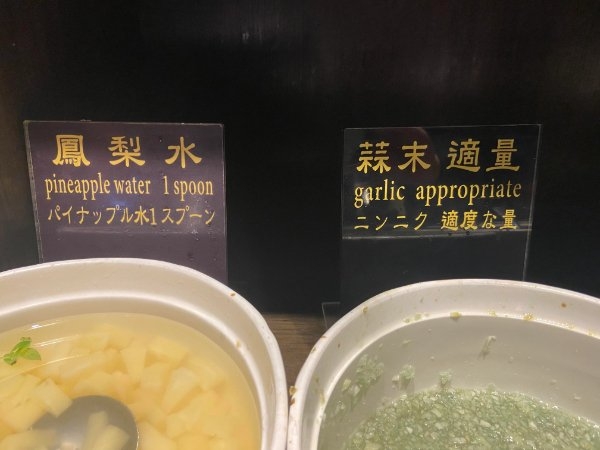 鳳梨水
pineapple water 1 spoon
パイナップル水1 スプーン
蒜末 適量
garlic appropriate
ニンニク 適度な量